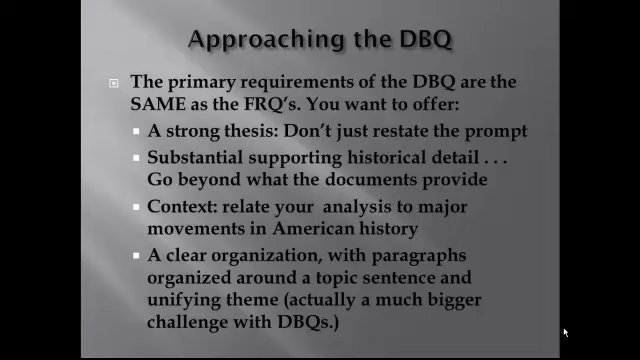 Approaching the DBQ
The primary requirements of the DBQ are the
SAME as the FRQ's. You want to offer:
A strong thesis: Don't just restate the prompt
Substantial supporting historical detail . . .
Go beyond what the documents provide
Context: relate your analysis to major
movements in American history
A clear organization, with paragraphs
organized around a topic sentence and
unifying theme (actually a much bigger
challenge with DBQs.)